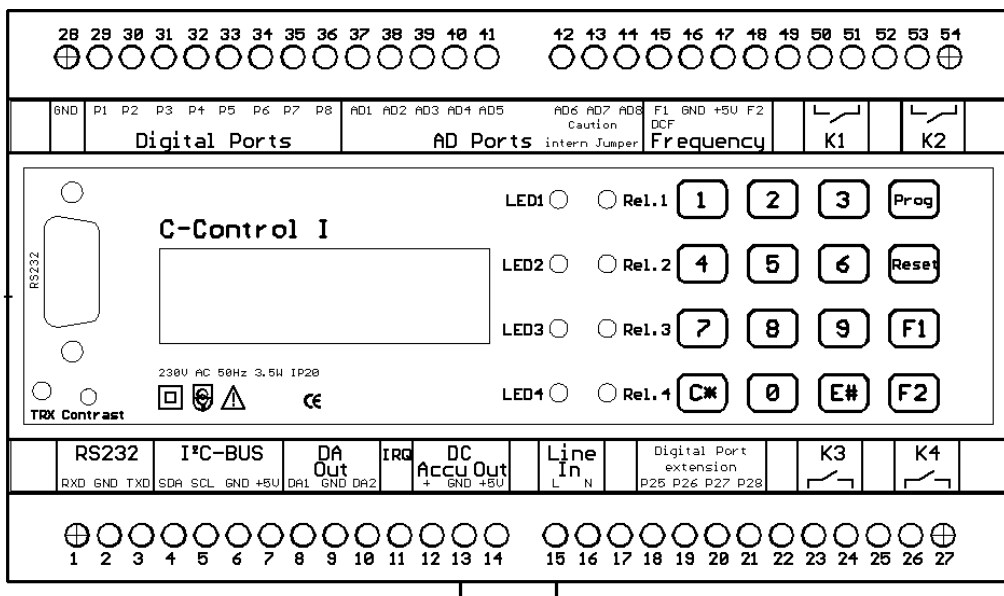 28 29 30 31 32 33 34 35 36 37 38 39 40 41 42 43 44 45 46 47 48 49 50 51 52 53 54
GND P1 P2 P3 P4 P5 P6 P7 P8 AD1 AD2 AD3 AD4 AD5 AD6 AD7 AD8 F1 GND +5V F2
Caution DCF
Digital Ports AD Ports intern Jumper Frequency K1 K2
LED1 Rel.1 1 2 3 Prog
C-Control I
RS232
LED2 Rel.2 4 5 6 Reset
LED3 Rel.3 7 8 9 F1
230V AC 50Hz 3.5W IP20
CE
LED4 Rel.4 C* 0 E# F2
TRX Contrast
RS232 I²C-BUS DA Out IRQ DC Accu Out Line In Digital Port extension K3 K4
RXD GND TXD SDA SCL GND +5V DA1 GND DA2 + GND +5V L N P25 P26 P27 P28
1 2 3 4 5 6 7 8 9 10 11 12 13 14 15 16 17 18 19 20 21 22 23 24 25 26 27